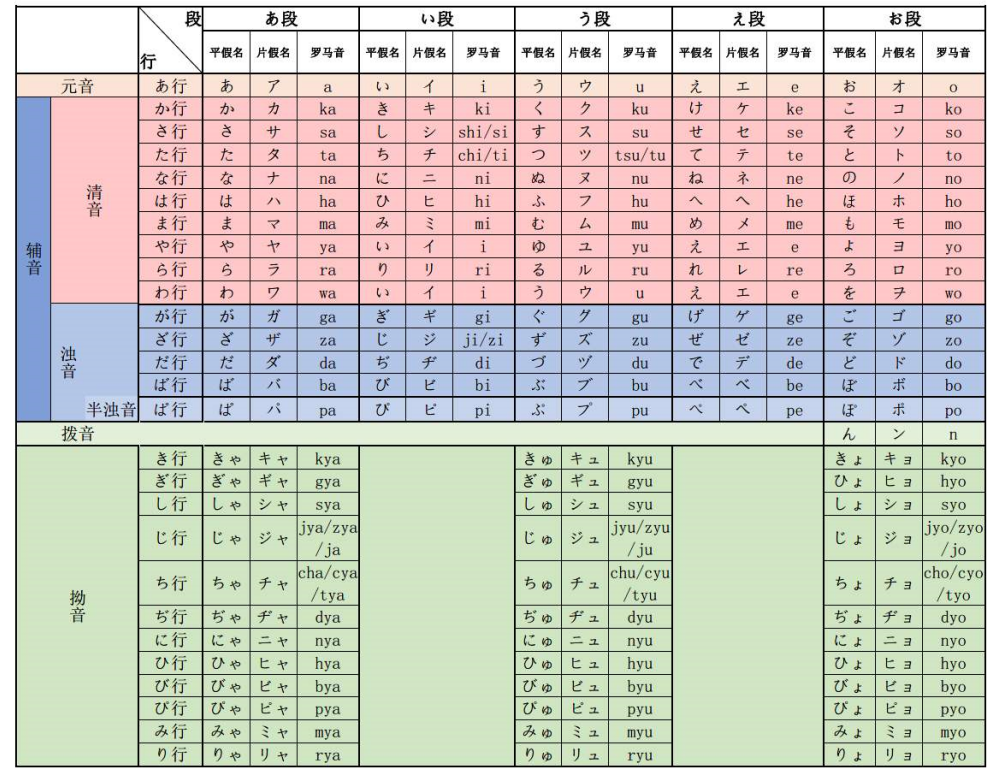 段 あ段 い段 う段 え段 お段
行 平假名 片假名 罗马音 平假名 片假名 罗马音 平假名 片假名 罗马音 平假名 片假名 罗马音 平假名 片假名 罗马音
元音 あ行 あ ア a い イ i う ウ u え エ e お オ o
辅音 清音 か行 か カ ka き キ ki く ク ku け ケ ke こ コ ko
さ行 さ サ sa し シ shi/si す ス su せ セ se そ ソ so
た行 た タ ta ち チ chi/ti つ ツ tsu/tu て テ te と ト to
な行 な ナ na に ニ ni ぬ ヌ nu ね ネ ne の ノ no
は行 は ハ ha ひ ヒ hi ふ フ hu へ ヘ he ほ ホ ho
ま行 ま マ ma み ミ mi む ム mu め メ me も モ mo
や行 や ヤ ya い イ i ゆ ユ yu え エ e よ ヨ yo
ら行 ら ラ ra り リ ri る ル ru れ レ re ろ ロ ro
わ行 わ ワ wa い イ i う ウ u え エ e を ヲ wo
浊音 が行 が ガ ga ぎ ギ gi ぐ グ gu げ ゲ ge ご ゴ go
ざ行 ざ ザ za じ ジ ji/zi ず ズ zu ぜ ゼ ze ぞ ゾ zo
だ行 だ ダ da ぢ ヂ di づ ヅ du で デ de ど ド do
ば行 ば バ ba び ビ bi ぶ ブ bu べ ベ be ぼ ボ bo
半浊音 ぱ行 ぱ パ pa ぴ ピ pi ぷ プ pu ぺ ペ pe ぽ ポ po
拨音 ん ン n
拗音 き行 きゃ キャ kya きゅ キュ kyu きょ キョ kyo
ぎ行 ぎゃ ギャ gya ぎゅ ギュ gyu ひょ ヒョ hyo
し行 しゃ シャ sya しゅ シュ syu しょ ショ syo
じ行 じゃ ジャ jya/zya/ja じゅ ジュ jyu/zyu/ju じょ ジョ jyo/zyo/jo
ち行 ちゃ チャ cha/cya/tya ちゅ チュ chu/cyu/tyu ちょ チョ cho/cyo/tyo
ぢ行 ぢゃ ヂャ dya ぢゅ ヂュ dyu ぢょ ヂョ dyo
に行 にゃ ニャ nya にゅ ニュ nyu にょ ニョ nyo
ひ行 ひゃ ヒャ hya ひゅ ヒュ hyu ひょ ヒョ hyo
び行 びゃ ビャ bya びゅ ビュ byu びょ ビョ byo
ぴ行 ぴゃ ピャ pya ぴゅ ピュ pyu ぴょ ピョ pyo
み行 みゃ ミャ mya みゅ ミュ myu みょ ミョ myo
り行 りゃ リャ rya りゅ リュ ryu りょ リョ ryo